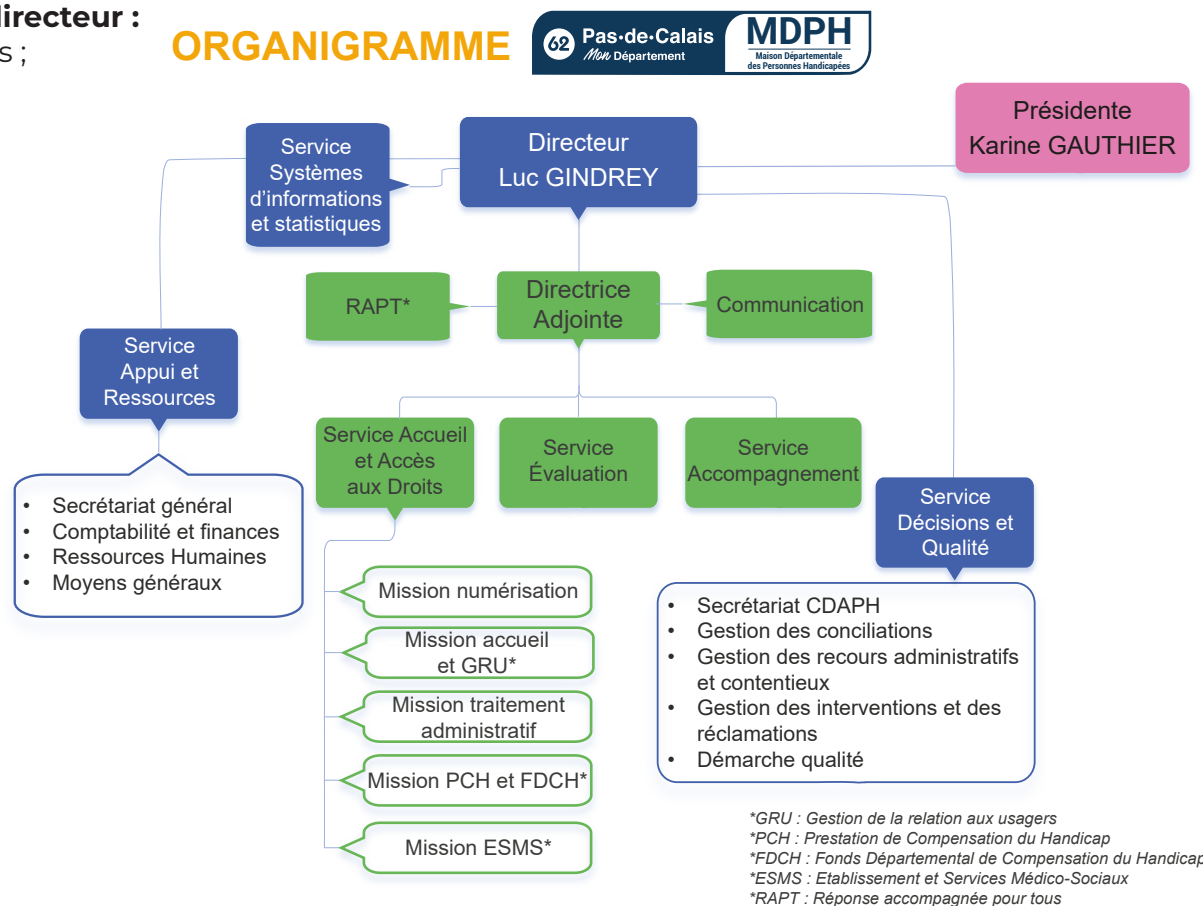 directeur :
s ;
ORGANIGRAMME
62 Pas-de-Calais
Mon Département
MDPH
Maison Départementale
des Personnes Handicapées
Présidente
Karine GAUTHIER
Directeur
Luc GINDREY
Service
Systèmes
d'informations
et statistiques
RAPT*
Directrice
Adjointe
Communication
Service
Appui et
Ressources
• Secrétariat général
• Comptabilité et finances
• Ressources Humaines
• Moyens généraux
Service Accueil
et Accès
aux Droits
Service
Évaluation
Service
Accompagnement
Mission numérisation
Mission accueil
et GRU*
Mission traitement
administratif
Mission PCH et FDCH*
Mission ESMS*
Service
Décisions et
Qualité
• Secrétariat CDAPH
• Gestion des conciliations
• Gestion des recours administratifs
et contentieux
• Gestion des interventions et des
réclamations
• Démarche qualité
*GRU : Gestion de la relation aux usagers
*PCH : Prestation de Compensation du Handicap
*FDCH : Fonds Départemental de Compensation du Handicap
*ESMS : Etablissement et Services Médico-Sociaux
*RAPT : Réponse accompagnée pour tous